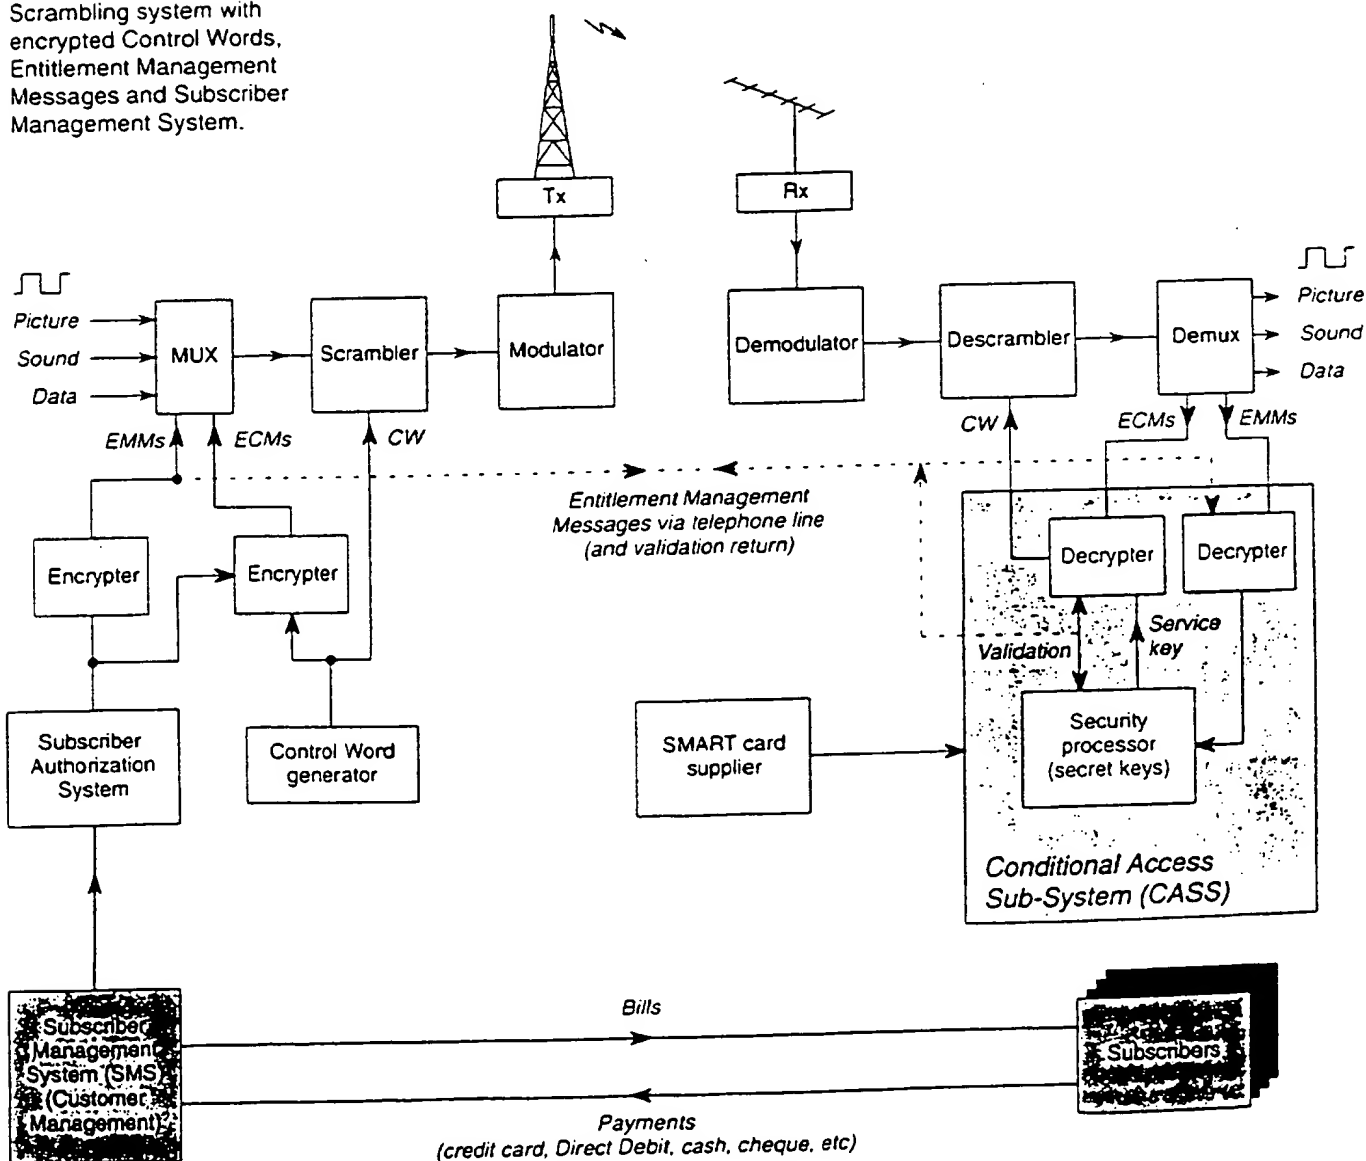 Scrambling system with
encrypted Control Words,
Entitlement Management
Messages and Subscriber
Management System.
Tx
Rx
Picture
Sound
Data
MUX
Scrambler
Modulator
Demodulator
Descrambler
Demux
Picture
Sound
Data
EMMs
ECMs
CW
CW
ECMs
EMMs
Entitlement Management
Messages via telephone line
(and validation return)
Encrypter
Encrypter
Decrypter
Decrypter
Validation
Service
key
Subscriber
Authorization
System
Control Word
generator
SMART card
supplier
Security
processor
(secret keys)
Conditional Access
Sub-System (CASS)
Subscriber
Management
System (SMS)
(Customer
Management)
Bills
Subscribers
Payments
(credit card, Direct Debit, cash, cheque, etc)